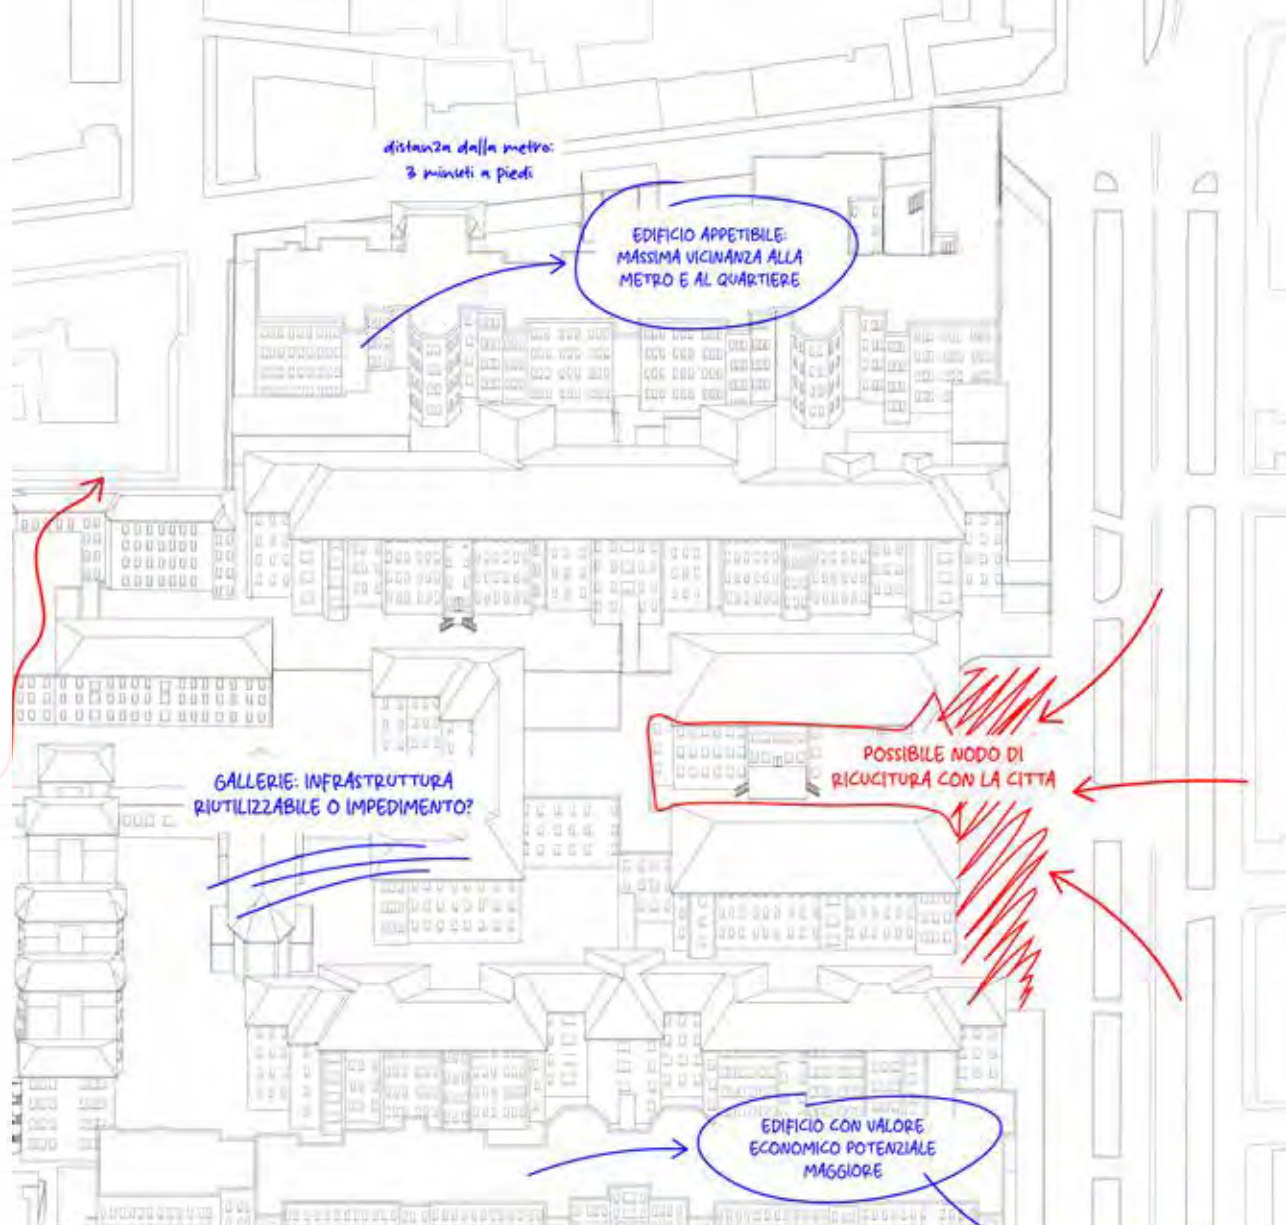 distanza dalla metro:
3 minuti a piedi
EDIFICIO APPETIBILE:
MASSIMA VICINANZA ALLA
METRO E AL QUARTIERE
POSSIBILE NODO DI
RICUCITURA CON LA CITTA
GALLERIE: INFRASTRUTTURA
RIUTILIZZABILE O IMPEDIMENTO?
EDIFICIO CON VALORE
ECONOMICO POTENZIALE
MAGGIORE